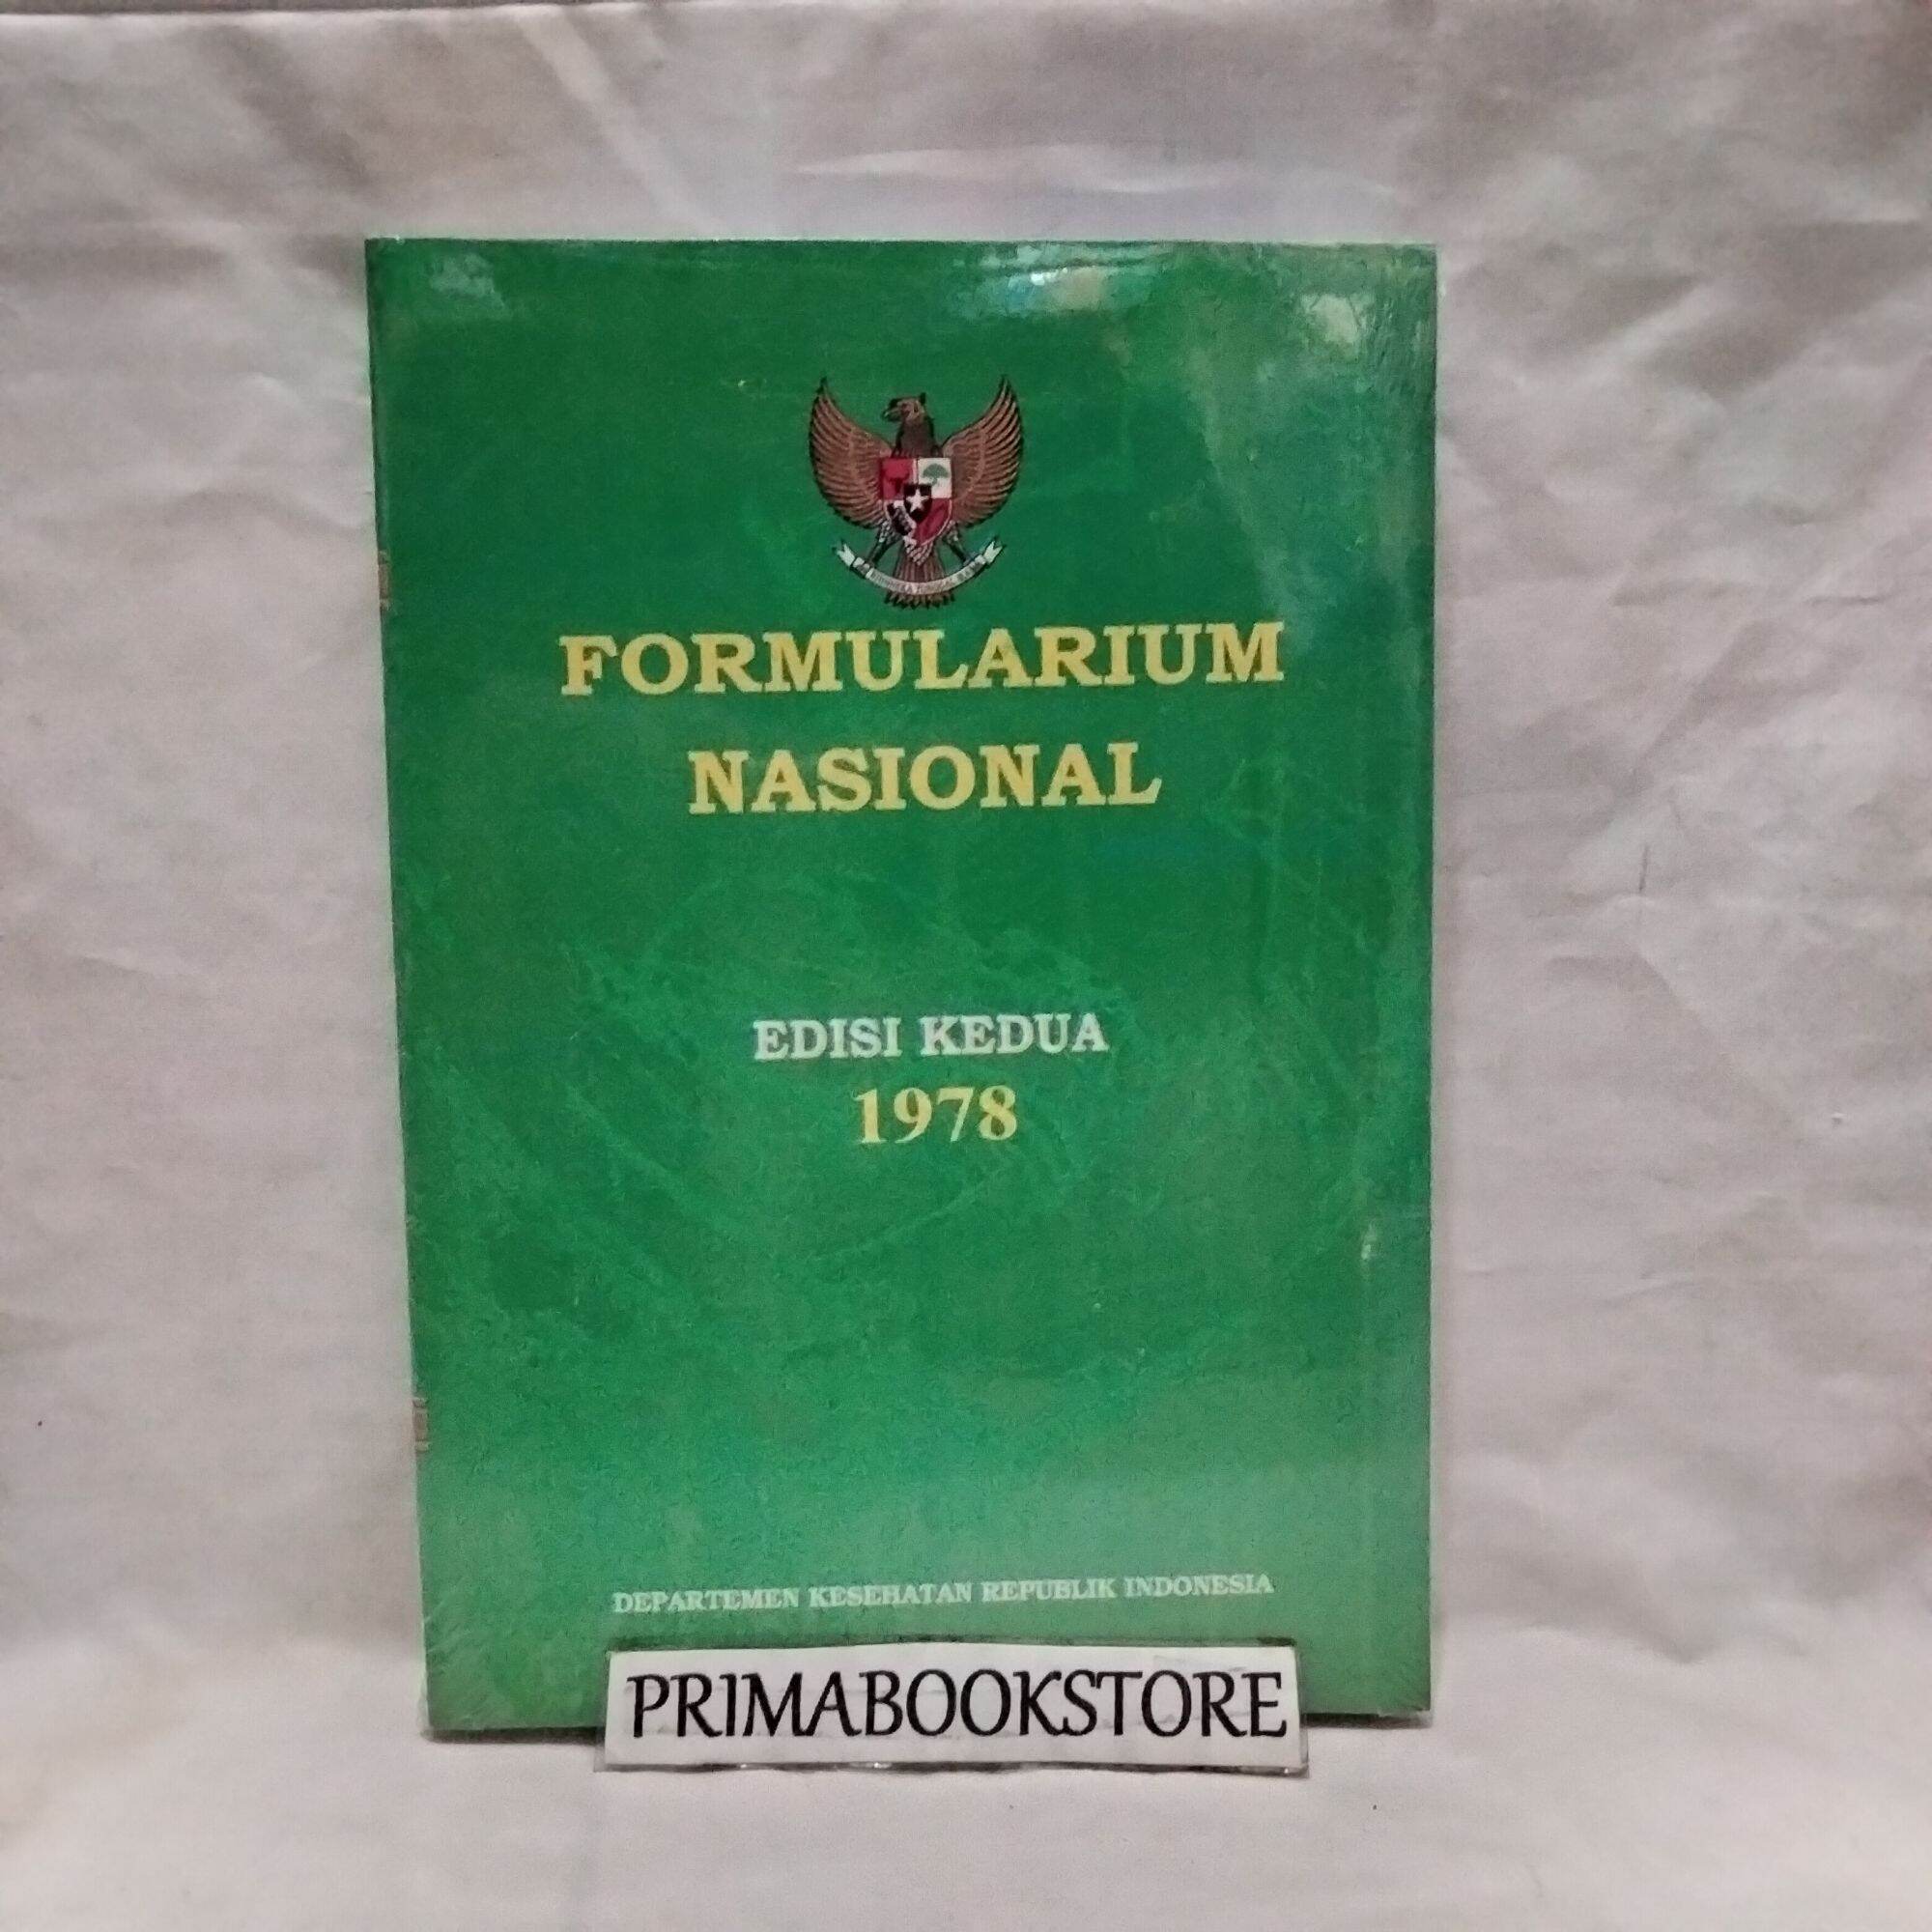 FORMULARIUM
NASIONAL
EDISI KEDUA
1978
DEPARTEMEN KESEHATAN REPUBLIK INDONESIA
PRIMABOOKSTORE